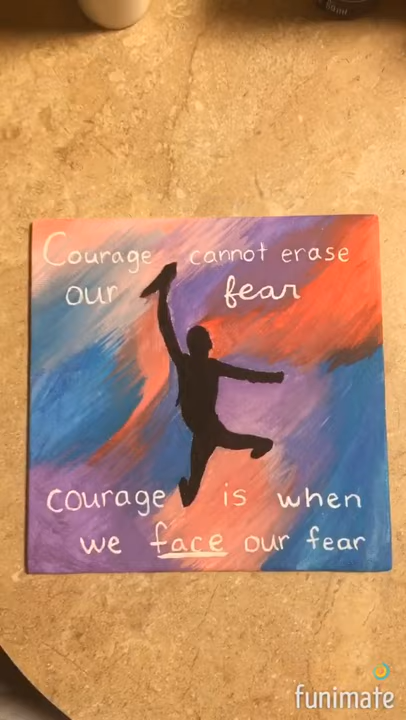 Courage cannot erase
our fear
courage is when
we face our fear
funimate